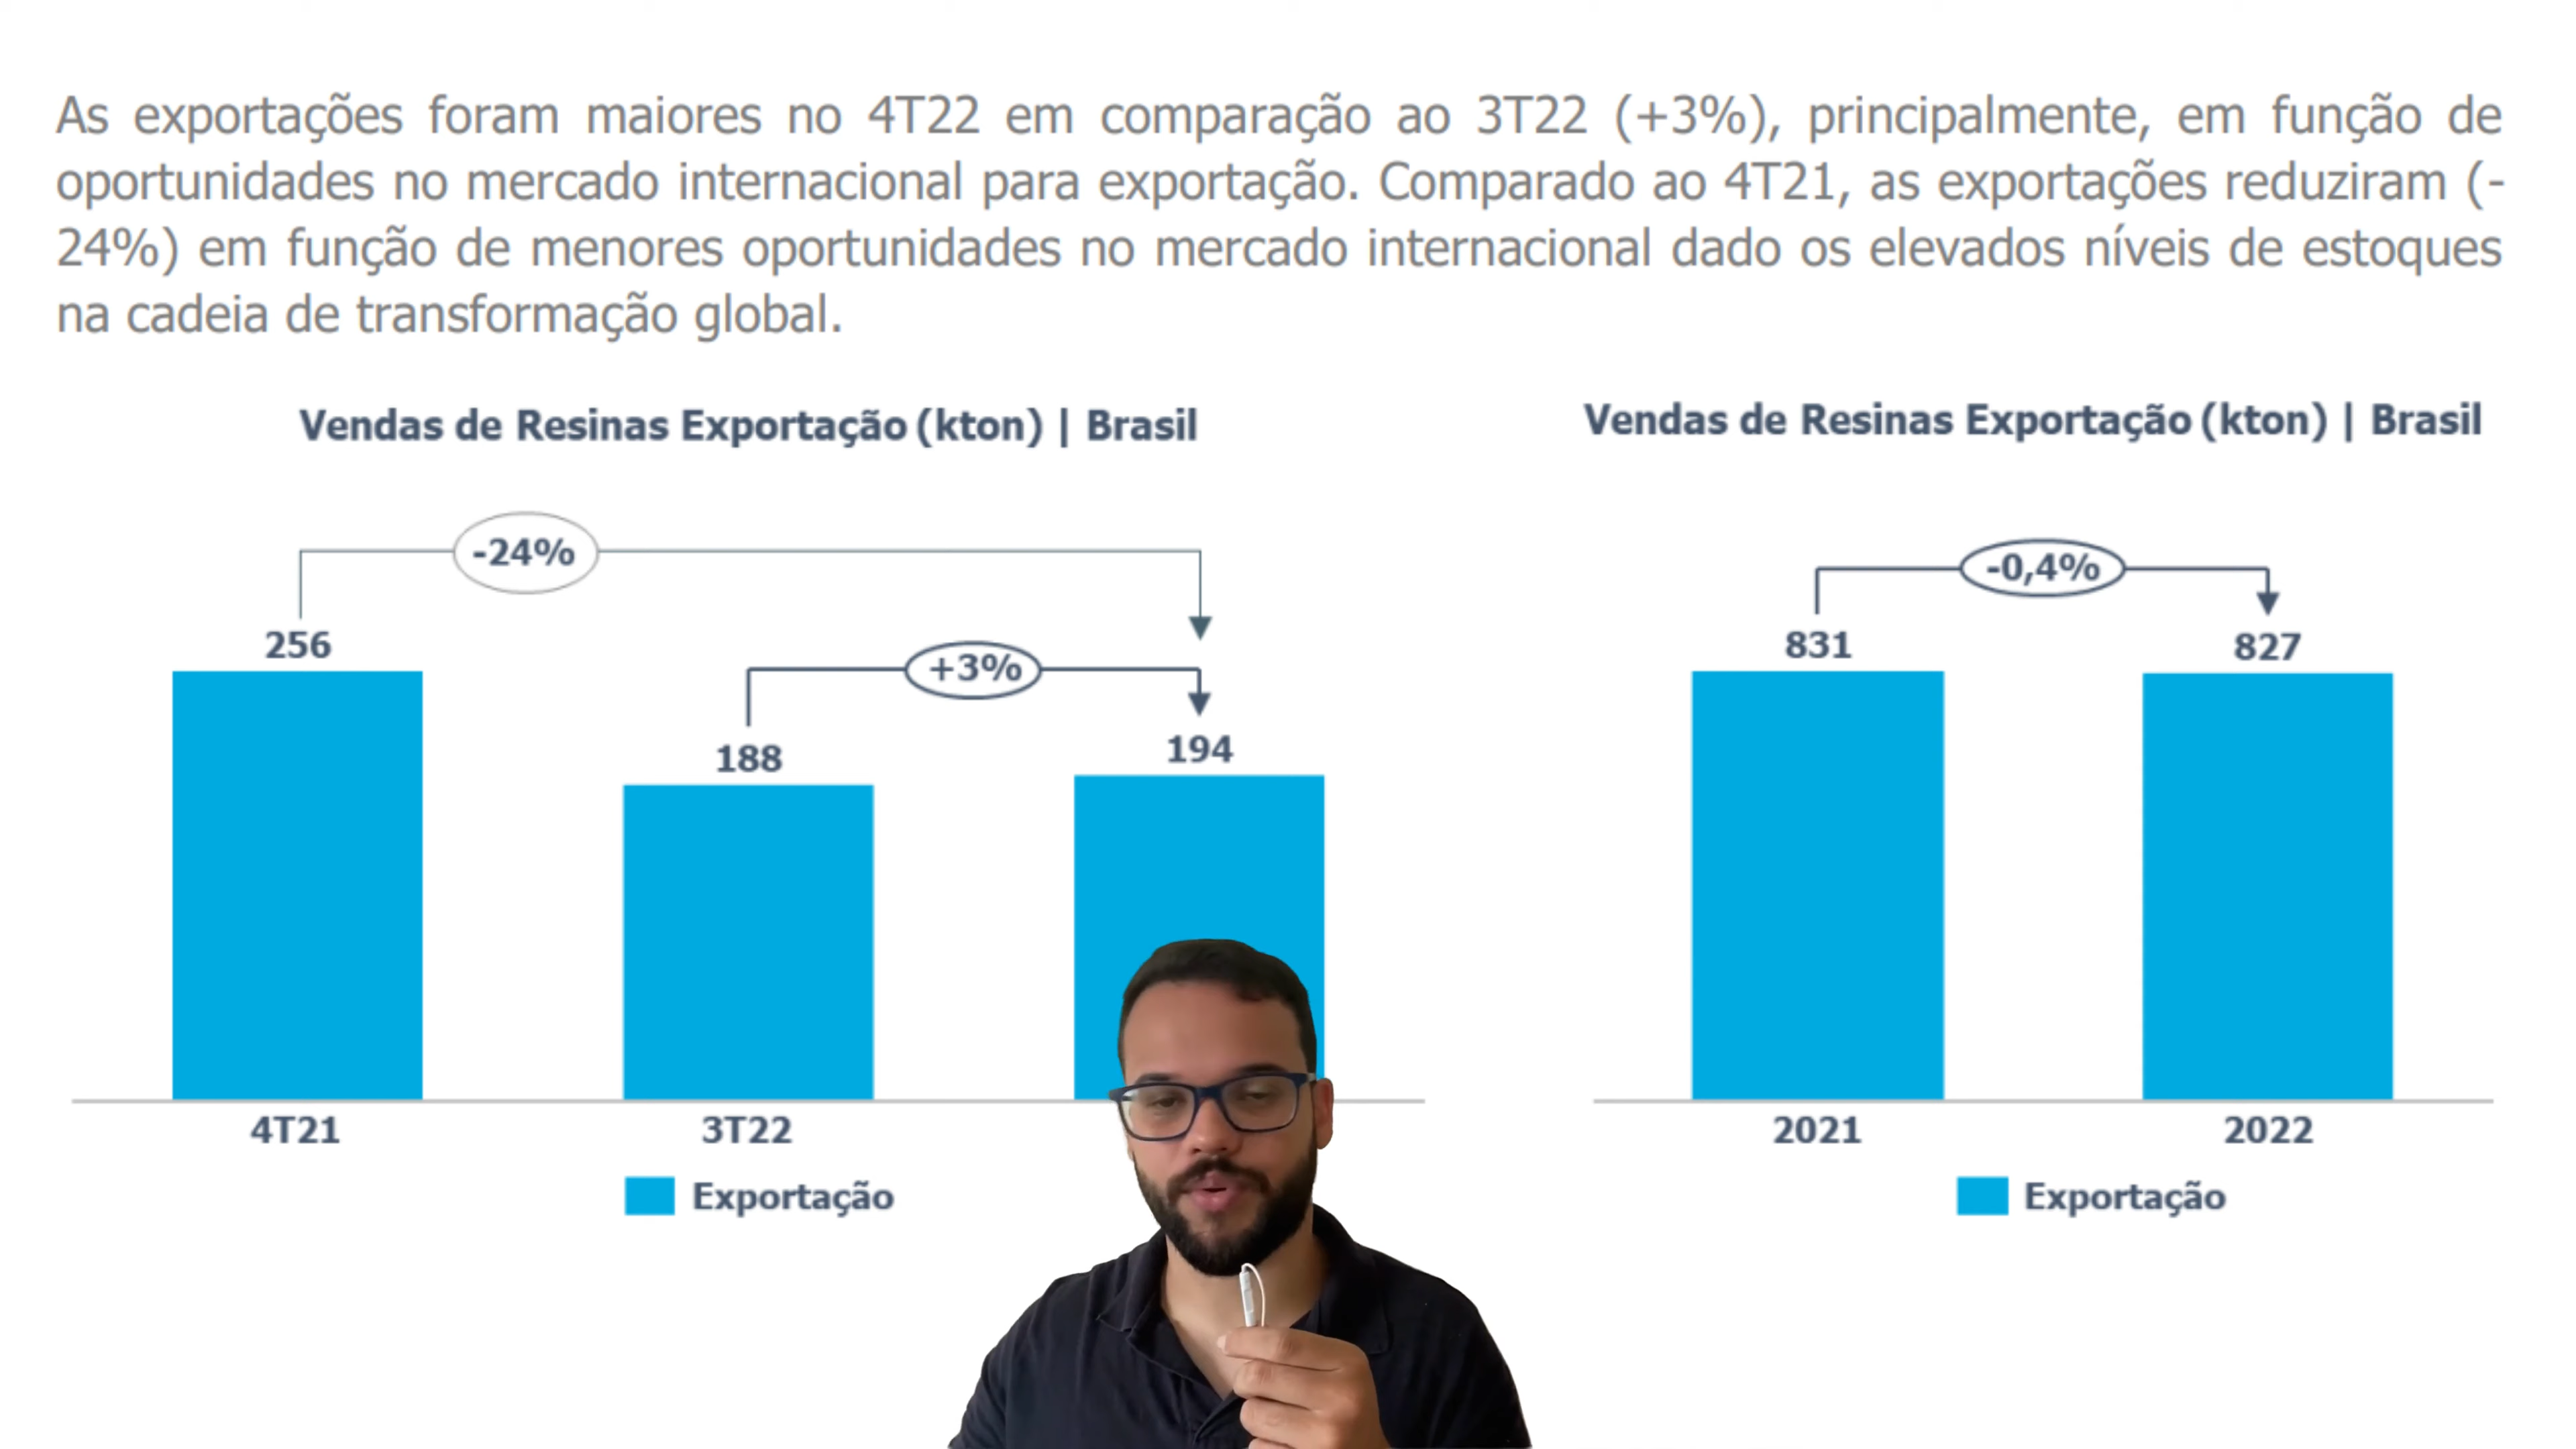 As exportações foram maiores no 4T22 em comparação ao 3T22 (+3%), principalmente, em função de
oportunidades no mercado internacional para exportação. Comparado ao 4T21, as exportações reduziram (-
24%) em função de menores oportunidades no mercado internacional dado os elevados níveis de estoques
na cadeia de transformação global.
Vendas de Resinas Exportação (kton) | Brasil
-24%
256
+3%
188
194
4T21
3T22
Exportação
Vendas de Resinas Exportação (kton) | Brasil
-0,4%
831
827
2021
2022
Exportação